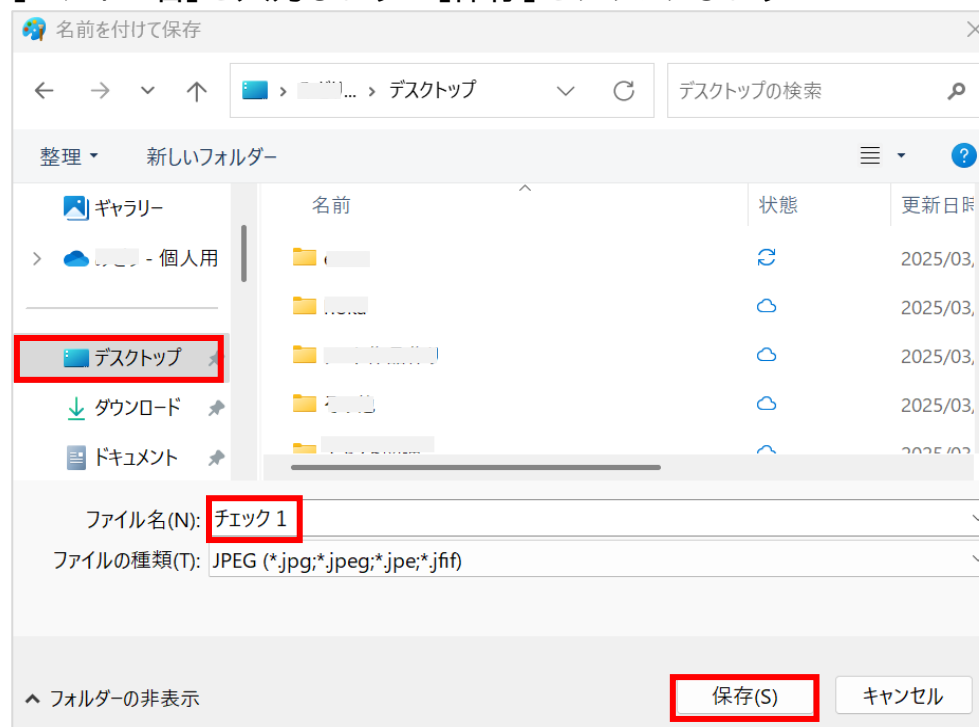 名前を付けて保存
デスクトップ
デスクトップの検索
整理
新しいフォルダー
ギャラリー
名前
状態
更新日時
- 個人用
2025/03,
2025/03,
デスクトップ
2025/03,
ダウンロード
2025/03,
ドキュメント
ファイル名(N):
チェック 1
ファイルの種類(T):
JPEG (*.jpg;*.jpeg;*.jpe;*.jfif)
フォルダーの非表示
保存(S)
キャンセル